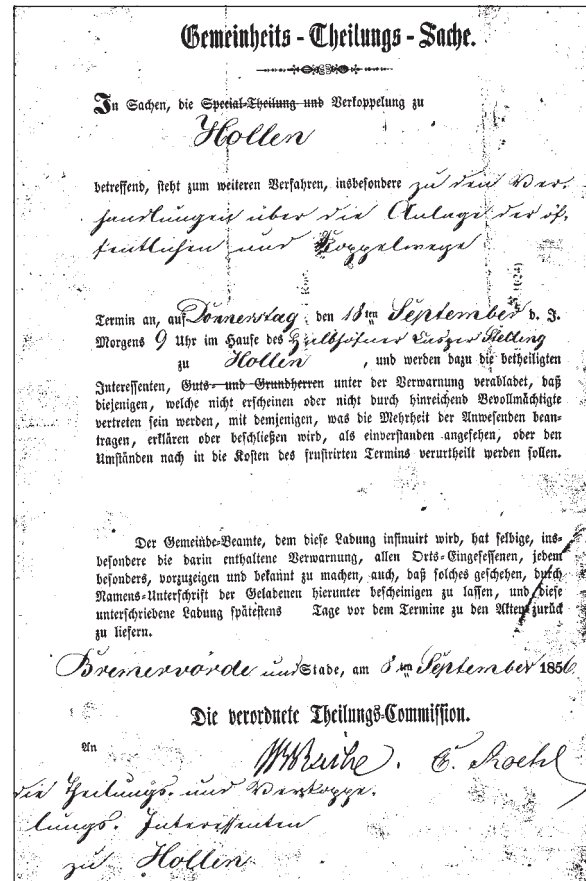 Gemeinheits-Theilungs-Sache.
In Sachen, die Special-Theilung und Verkoppelung zu
Hollen
betreffend, steht zum weiteren Verfahren, insbesondere zu den Ver-
handlungen über die Anlage der öf-
fentlichen und Koppelwege
Termin an, auf Donnerstag, den 18ten September d. J.
Morgens 9 Uhr im Hause des Halbhöfner Stelling
zu Hollen, und werden dazu die betheiligten
Interessenten, Guts- und Grundherren unter der Verwarnung verabladet, daß
diejenigen, welche nicht erscheinen oder nicht durch hinreichend Bevollmächtigte
vertreten sein werden, mit demjenigen, was die Mehrheit der Anwesenden bean-
tragen, erklären oder beschließen wird, als einverstanden angesehen, oder den
Umständen nach in die Kosten des frustrirten Termins verurtheilt werden sollen.
Der Gemeinde-Beamte, dem diese Ladung insinuirt wird, hat selbige, ins-
besondere die darin enthaltene Verwarnung, allen Orts-Eingesessenen, jedem
besonders, vorzuzeigen und bekannt zu machen, auch, daß solches geschehen, durch
Namens-Unterschrift der Geladenen hierunter bescheinigen zu lassen, und diese
unterschriebene Ladung spätestens Tage vor dem Termine zu den Akten zurück
zu liefern.
Bremervörde und Stade, am 8ten September 1856
Die verordnete Theilungs-Commission.
An
die Theilungs- und Verkoppe-
lungs-Interessenten
zu Hollen